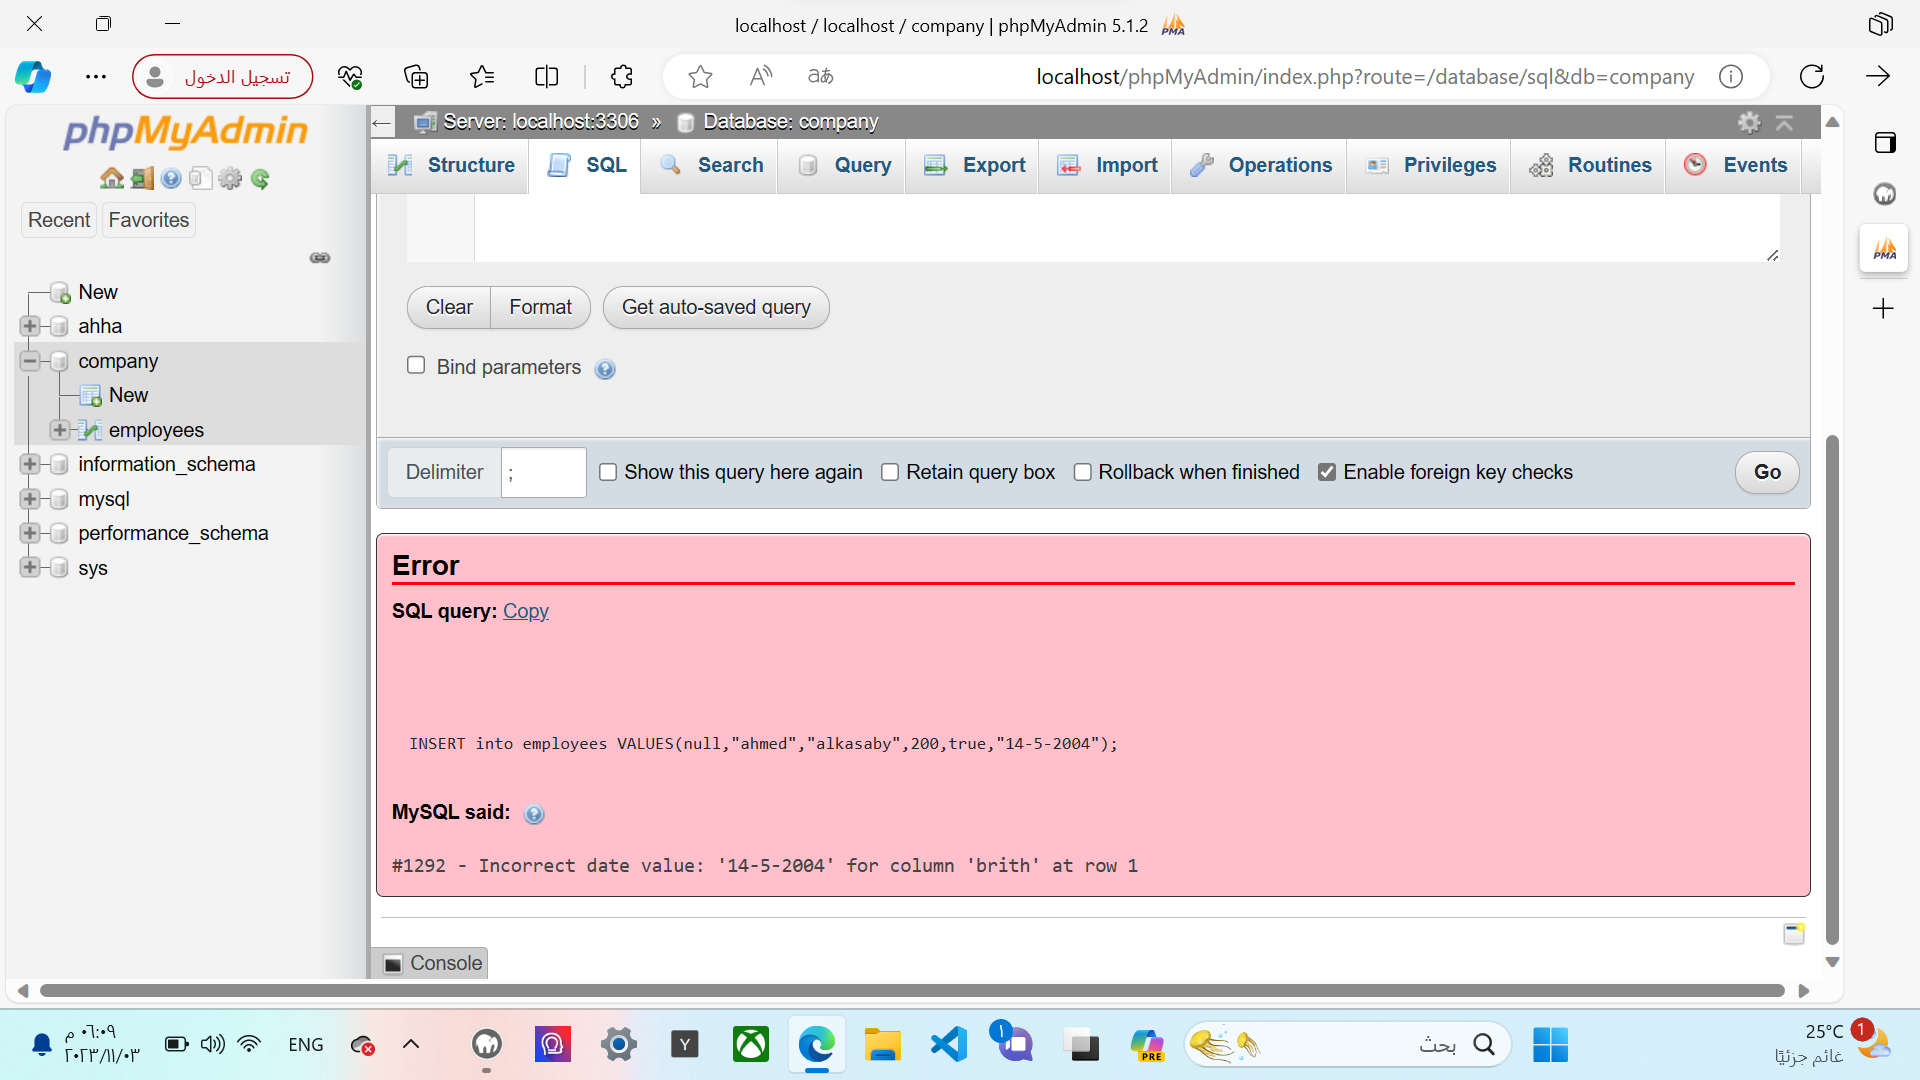 localhost / localhost / company | phpMyAdmin 5.1.2
PMA
تسجيل الدخول
localhost/phpMyAdmin/index.php?route=/database/sql&db=company
phpMyAdmin
Recent
Favorites
New
ahha
company
New
employees
information_schema
mysql
performance_schema
sys
Server: localhost:3306 » Database: company
Structure
SQL
Search
Query
Export
Import
Operations
Privileges
Routines
Events
Clear
Format
Get auto-saved query
Bind parameters
Delimiter
;
Show this query here again
Retain query box
Rollback when finished
Enable foreign key checks
Go
Error
SQL query: Copy
INSERT into employees VALUES(null,"ahmed","alkasaby",200,true,"14-5-2004");
MySQL said:
#1292 - Incorrect date value: '14-5-2004' for column 'brith' at row 1
Console
PMA
٠٦:٠٩ م
٢٠٢٣/١١/٠٣
ENG
Y
1
PRE
بحث
25°C
غائم جزئيًا
1